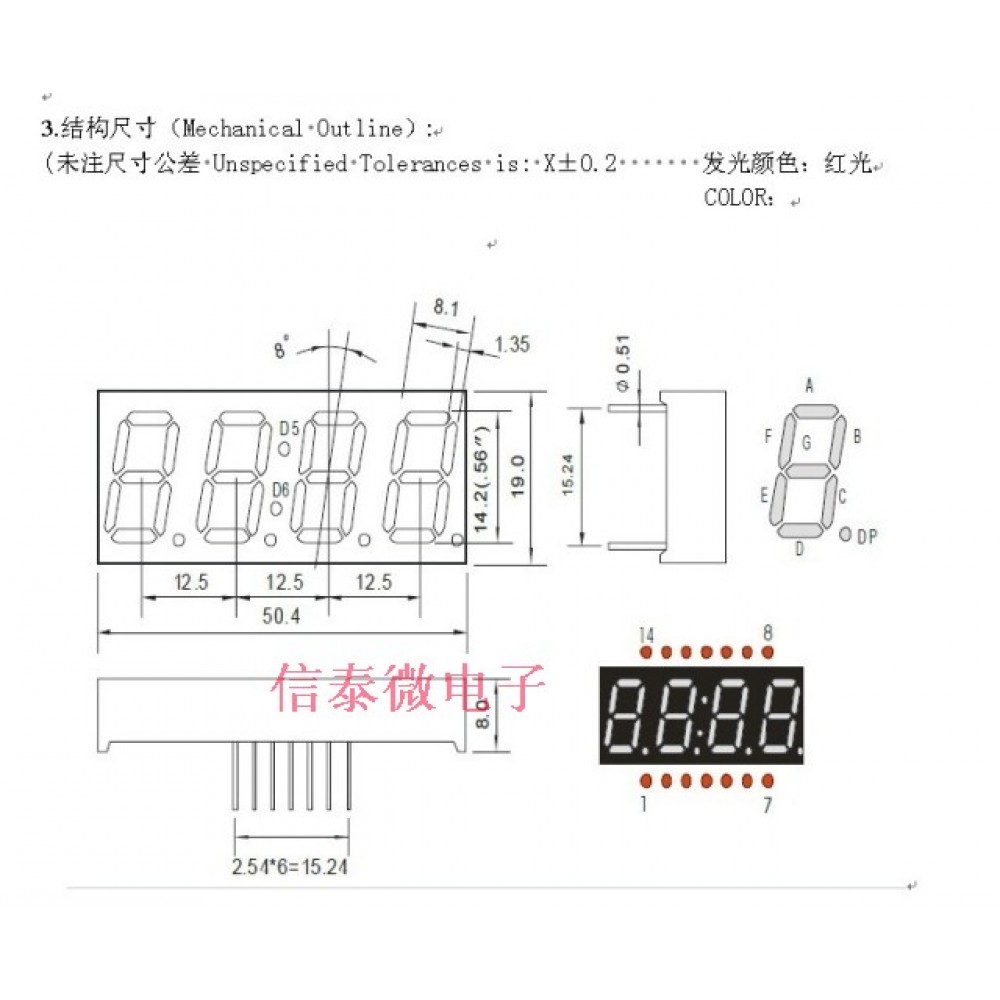 3.结构尺寸（Mechanical·Outline）:
(未注尺寸公差·Unspecified·Tolerances·is:·X±0.2········发光颜色：红光
COLOR：
8.1
8°
1.35
Φ0.51
A
D5
F
G
B
14.2(.56″)
19.0
15.24
D6
E
C
D
DP
12.5
12.5
12.5
50.4
14
8
信泰微电子
8.0
1
7
2.54*6=15.24